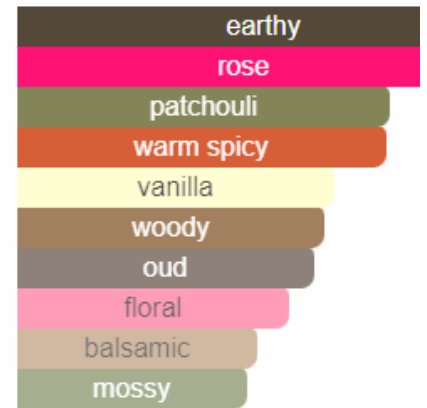 earthy
rose
patchouli
warm spicy
vanilla
woody
oud
floral
balsamic
mossy